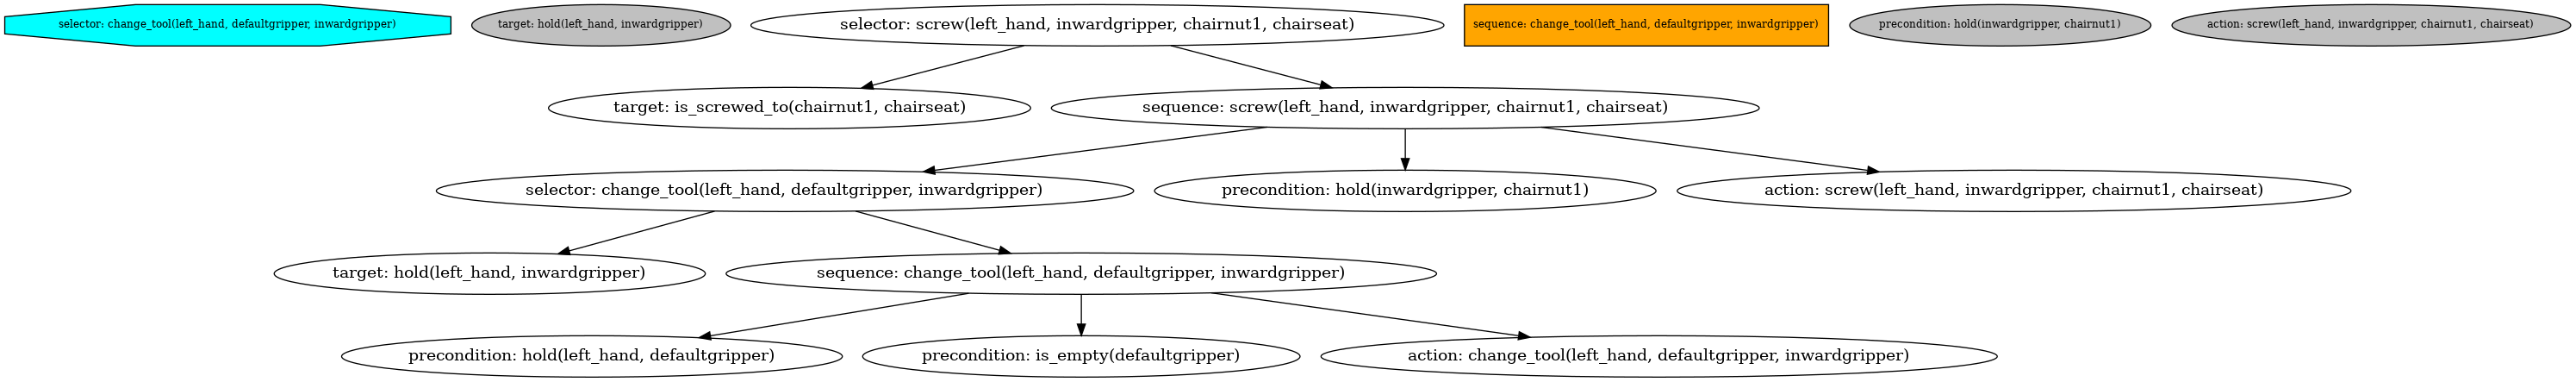 selector: change_tool(left_hand, defaultgripper, inwardgripper)
target: hold(left_hand, inwardgripper)
selector: screw(left_hand, inwardgripper, chairnut1, chairseat)
sequence: change_tool(left_hand, defaultgripper, inwardgripper)
precondition: hold(inwardgripper, chairnut1)
action: screw(left_hand, inwardgripper, chairnut1, chairseat)
target: is_screwed_to(chairnut1, chairseat)
sequence: screw(left_hand, inwardgripper, chairnut1, chairseat)
selector: change_tool(left_hand, defaultgripper, inwardgripper)
precondition: hold(inwardgripper, chairnut1)
action: screw(left_hand, inwardgripper, chairnut1, chairseat)
target: hold(left_hand, inwardgripper)
sequence: change_tool(left_hand, defaultgripper, inwardgripper)
precondition: hold(left_hand, defaultgripper)
precondition: is_empty(defaultgripper)
action: change_tool(left_hand, defaultgripper, inwardgripper)